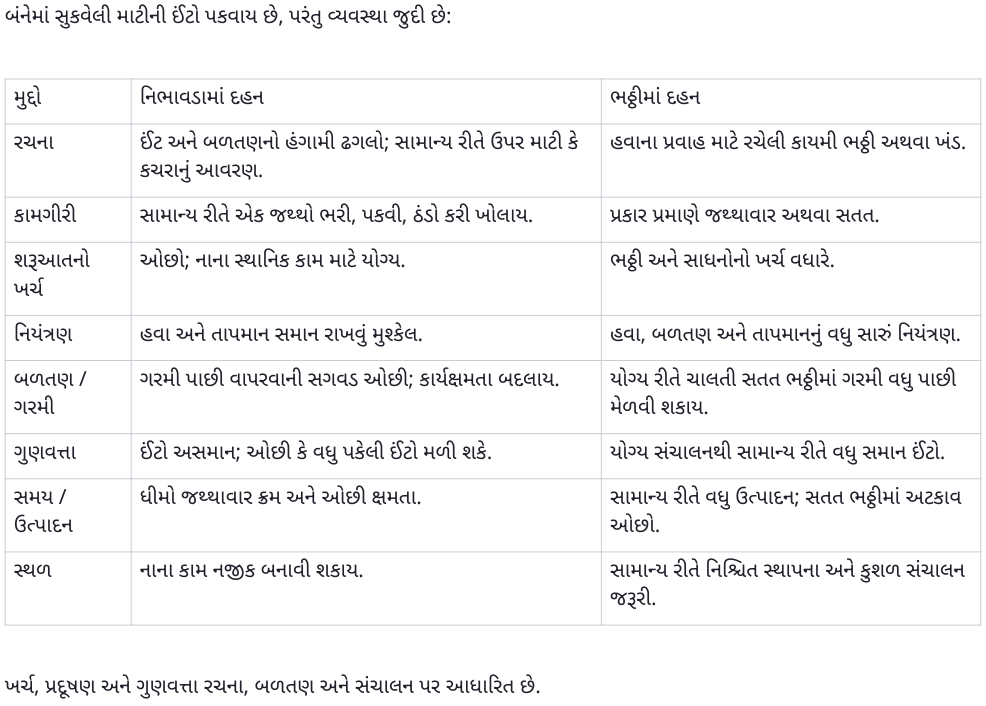 બંનેમાં સુકવેલી માટીની ઈંટો પકવાય છે, પરંતુ વ્યવસ્થા જુદી છે:
મુદ્દો	નિભાવડામાં દહન	ભઠ્ઠીમાં દહન
રચના	ઈંટ અને બળતણનો હંગામી ઢગલો; સામાન્ય રીતે ઉપર માટી કે	હવાના પ્રવાહ માટે રચેલી કાયમી ભઠ્ઠી અથવા ખંડ.
કચરાનું આવરણ.
કામગીરી	સામાન્ય રીતે એક જથ્થો ભરી, પકવી, ઠંડો કરી ખોલાય.	પ્રકાર પ્રમાણે જથ્થાવાર અથવા સતત.
શરૂઆતનો	ઓછો; નાના સ્થાનિક કામ માટે યોગ્ય.	ભઠ્ઠી અને સાધનોનો ખર્ચ વધારે.
ખર્ચ
નિયંત્રણ	હવા અને તાપમાન સમાન રાખવું મુશ્કેલ.	હવા, બળતણ અને તાપમાનનું વધુ સારું નિયંત્રણ.
બળતણ /	ગરમી પાછી વાપરવાની સગવડ ઓછી; કાર્યક્ષમતા બદલાય.	યોગ્ય રીતે ચાલતી સતત ભઠ્ઠીમાં ગરમી વધુ પાછી
ગરમી	મેળવી શકાય.
ગુણવત્તા	ઈંટો અસમાન; ઓછી કે વધુ પકેલી ઈંટો મળી શકે.	યોગ્ય સંચાલનથી સામાન્ય રીતે વધુ સમાન ઈંટો.
સમય /	ધીમો જથ્થાવાર ક્રમ અને ઓછી ક્ષમતા.	સામાન્ય રીતે વધુ ઉત્પાદન; સતત ભઠ્ઠીમાં અટકાવ
ઉત્પાદન	ઓછો.
સ્થળ	નાના કામ નજીક બનાવી શકાય.	સામાન્ય રીતે નિશ્ચિત સ્થાપના અને કુશળ સંચાલન
જરૂરી.
ખર્ચ, પ્રદૂષણ અને ગુણવત્તા રચના, બળતણ અને સંચાલન પર આધારિત છે.